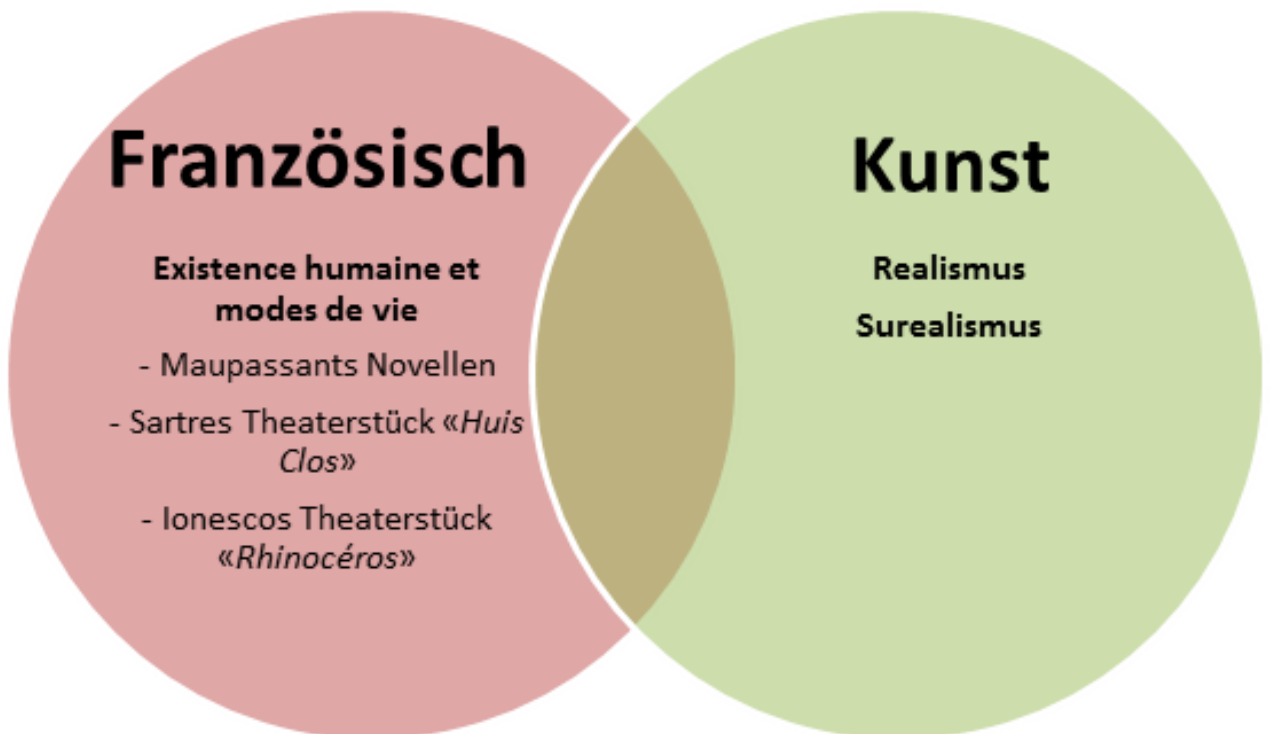 Französisch
Existence humaine et
modes de vie
- Maupassants Novellen
- Sartres Theaterstück «Huis
Clos»
- Ionescos Theaterstück
«Rhinocéros»
Kunst
Realismus
Surealismus